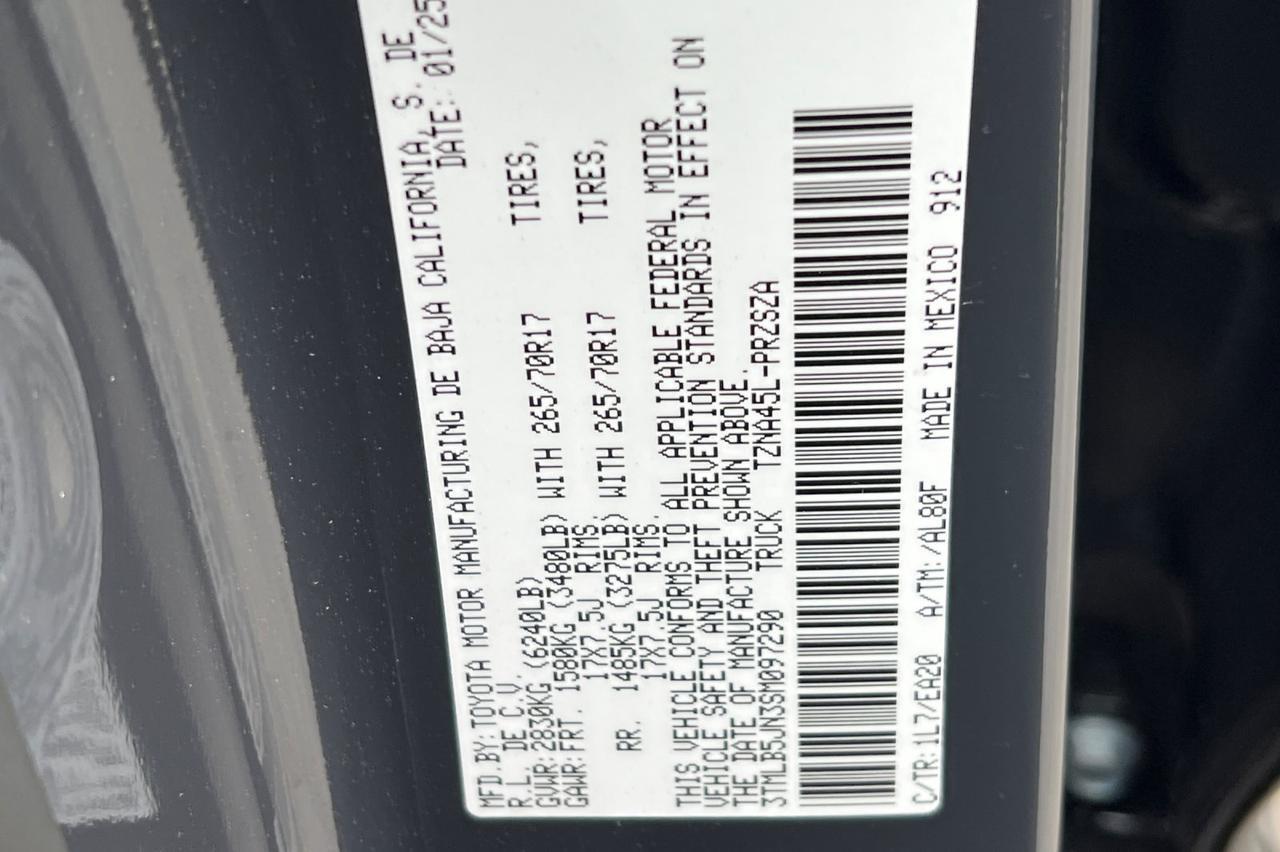 MFD.BY:TOYOTA MOTOR MANUFACTURING DE BAJA CALIFORNIA, S. DE
R.L. DE C.V. DATE: 01/25
GVWR:2830KG (6240LB)
GAWR:FRT. 1580KG (3480LB) WITH 265/70R17 TIRES,
17X7.5J RIMS.
RR. 1485KG (3275LB) WITH 265/70R17 TIRES,
17X7.5J RIMS.
THIS VEHICLE CONFORMS TO ALL APPLICABLE FEDERAL MOTOR
VEHICLE SAFETY AND THEFT PREVENTION STANDARDS IN EFFECT ON
THE DATE OF MANUFACTURE SHOWN ABOVE.
3TMLB5JN3SM097290 TRUCK TZNA45L-PRZSZA
C/TR:1L7/EA20 A/TM:/AL80F MADE IN MEXICO 912